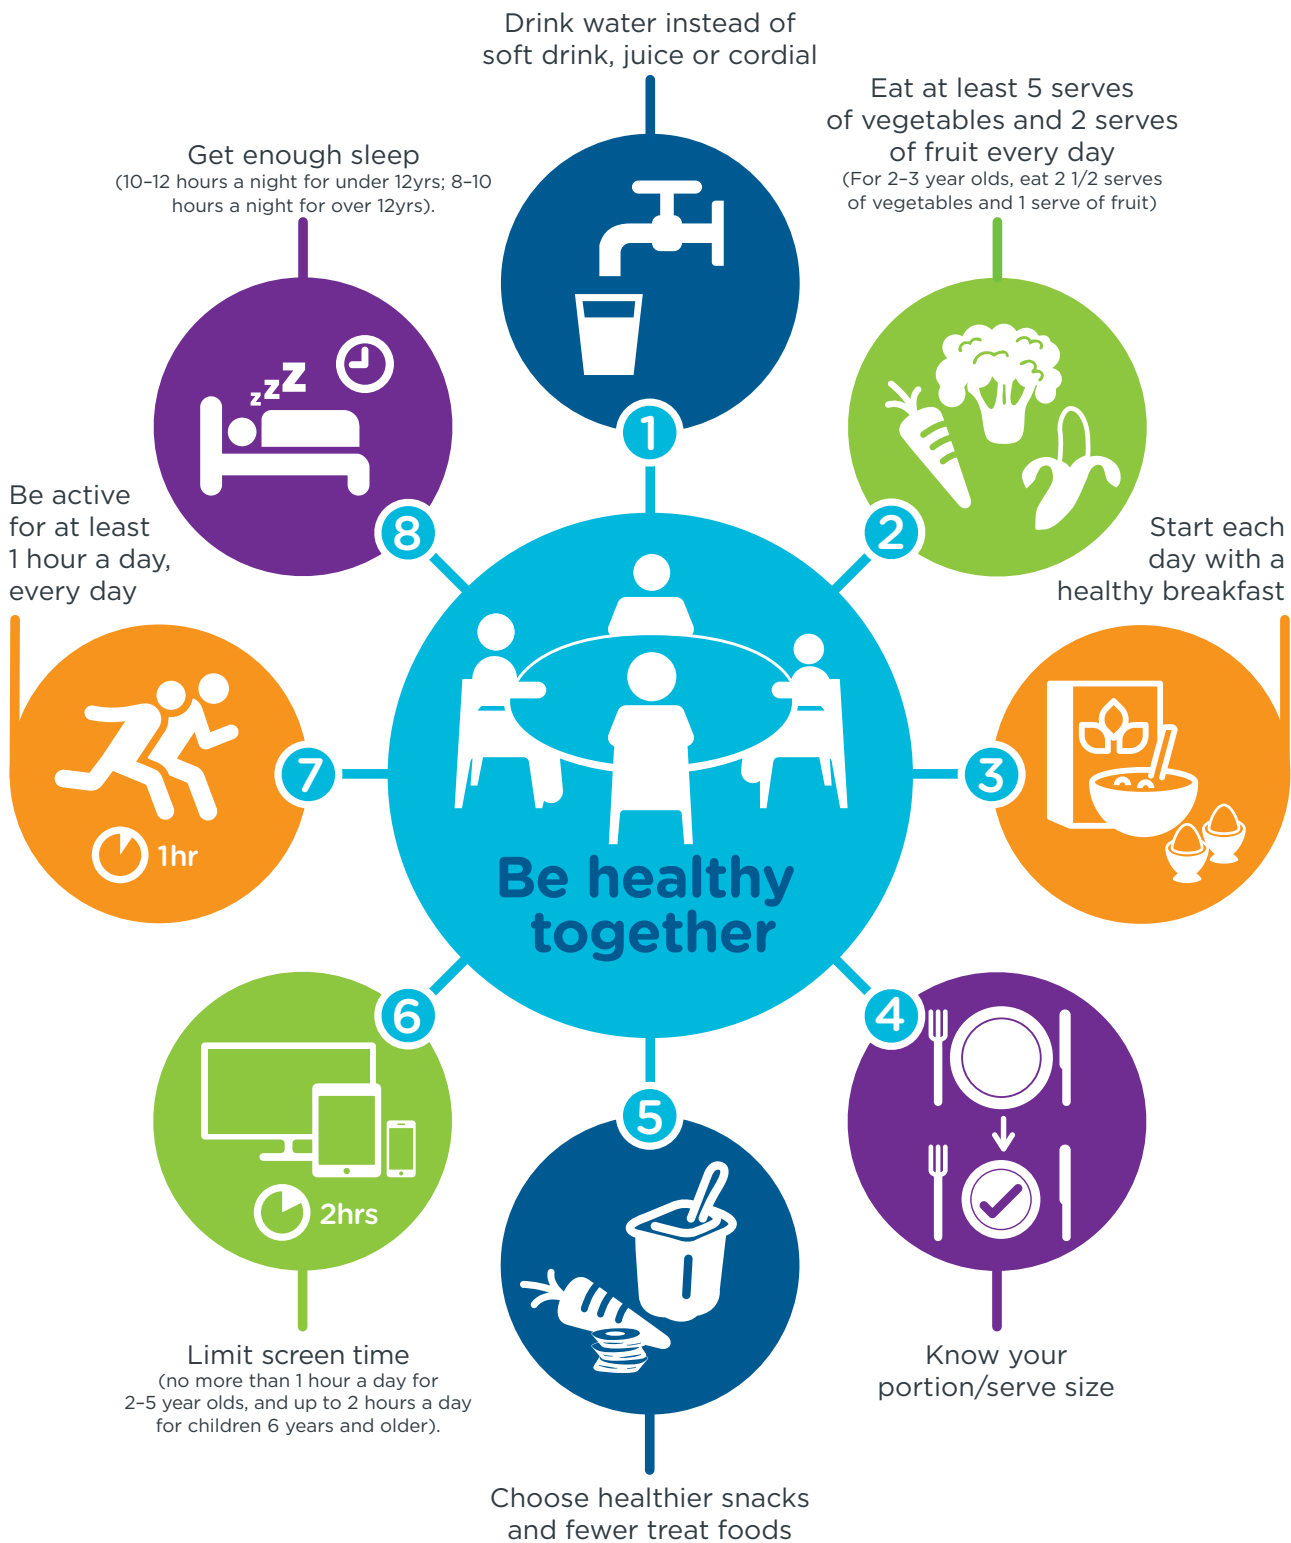 Drink water instead of
soft drink, juice or cordial
1
Eat at least 5 serves
of vegetables and 2 serves
of fruit every day
(For 2–3 year olds, eat 2 1/2 serves
of vegetables and 1 serve of fruit)
2
Start each
day with a
healthy breakfast
3
4
Know your
portion/serve size
5
Choose healthier snacks
and fewer treat foods
6
2hrs
Limit screen time
(no more than 1 hour a day for
2–5 year olds, and up to 2 hours a day
for children 6 years and older).
Be active
for at least
1 hour a day,
every day
7
1hr
Get enough sleep
(10–12 hours a night for under 12yrs; 8–10
hours a night for over 12yrs).
zzz
8
Be healthy
together